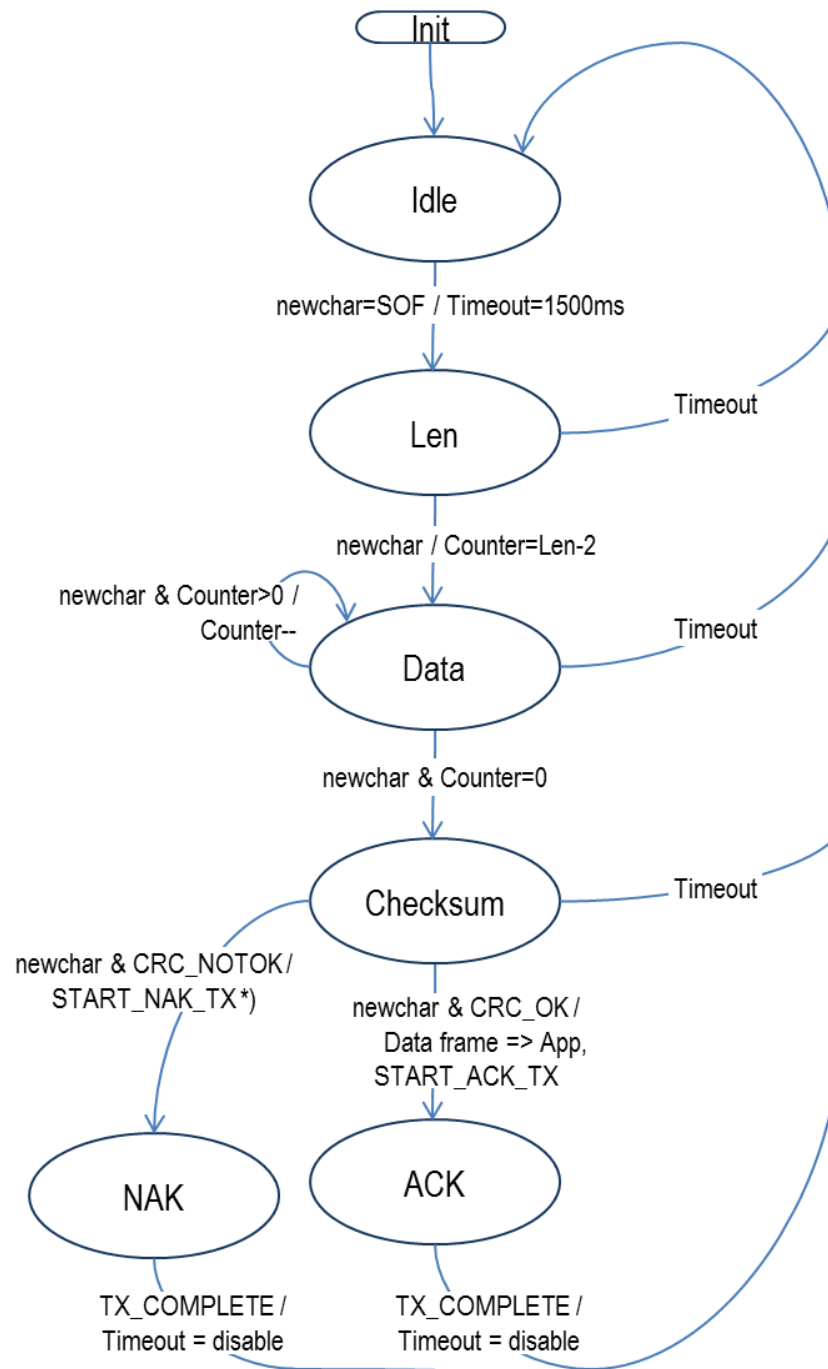 Init
Idle
newchar=SOF / Timeout=1500ms
Len
Timeout
newchar / Counter=Len-2
newchar & Counter>0 /
Counter--
Data
Timeout
newchar & Counter=0
Checksum
Timeout
newchar & CRC_NOTOK /
START_NAK_TX *)
newchar & CRC_OK /
Data frame => App,
START_ACK_TX
NAK
ACK
TX_COMPLETE /
Timeout = disable
TX_COMPLETE /
Timeout = disable